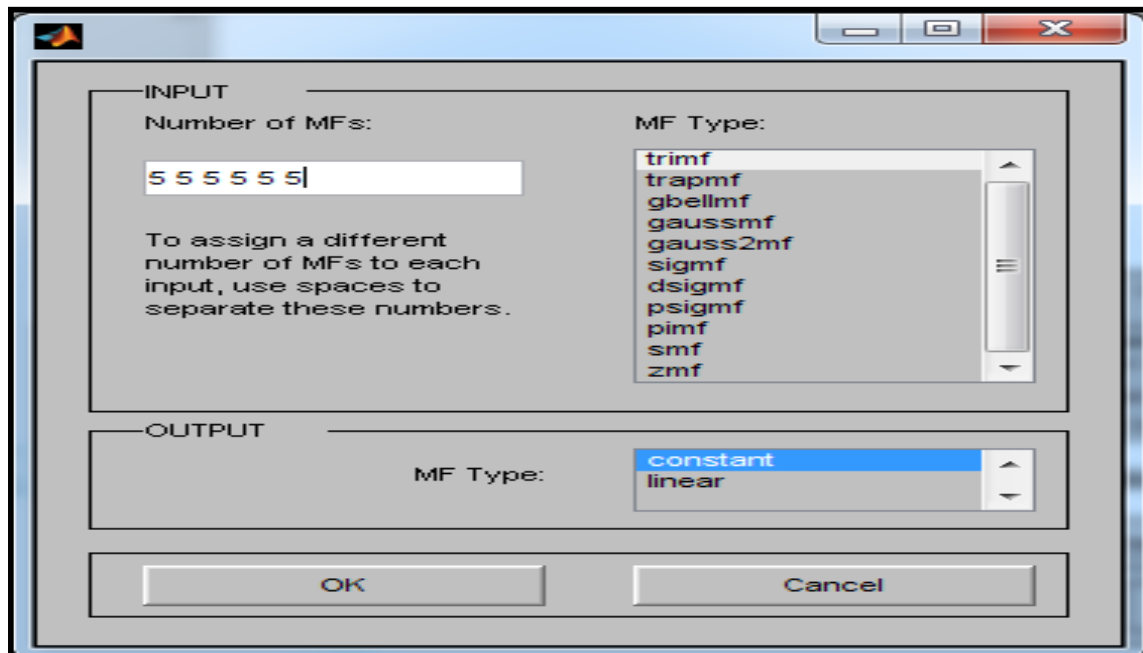 INPUT
Number of MFs:
5 5 5 5 5 5
To assign a different
number of MFs to each
input, use spaces to
separate these numbers.
MF Type:
trimf
trapmf
gbellmf
gaussmf
gauss2mf
sigmf
dsigmf
psigmf
pimf
smf
zmf
OUTPUT
MF Type:
constant
linear
OK
Cancel